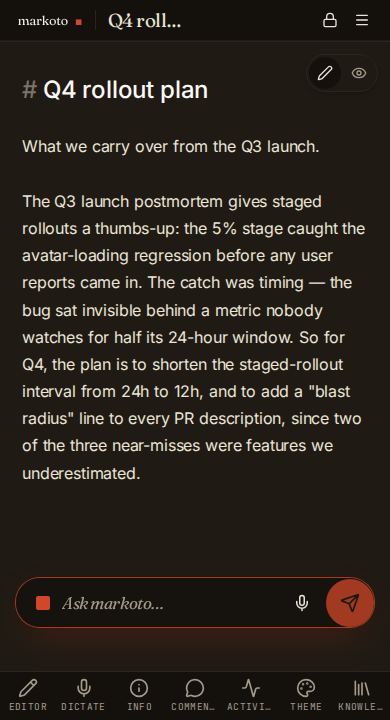 markoto
Q4 roll...
# Q4 rollout plan
What we carry over from the Q3 launch.
The Q3 launch postmortem gives staged
rollouts a thumbs-up: the 5% stage caught the
avatar-loading regression before any user
reports came in. The catch was timing — the
bug sat invisible behind a metric nobody
watches for half its 24-hour window. So for
Q4, the plan is to shorten the staged-rollout
interval from 24h to 12h, and to add a "blast
radius" line to every PR description, since two
of the three near-misses were features we
underestimated.
Ask markoto...
EDITOR DICTATE INFO COMMEN… ACTIVI… THEME KNOWLE…